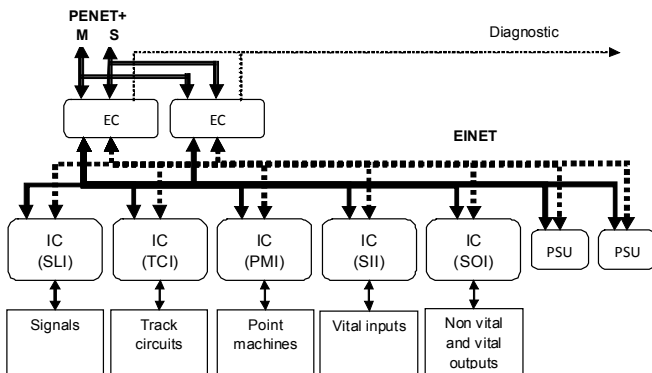 PENET+
M S
Diagnostic
EC
EC
EINET
IC
(SLI)
IC
(TCI)
IC
(PMI)
IC
(SII)
IC
(SOI)
PSU
PSU
Signals
Track
circuits
Point
machines
Vital inputs
Non vital
and vital
outputs